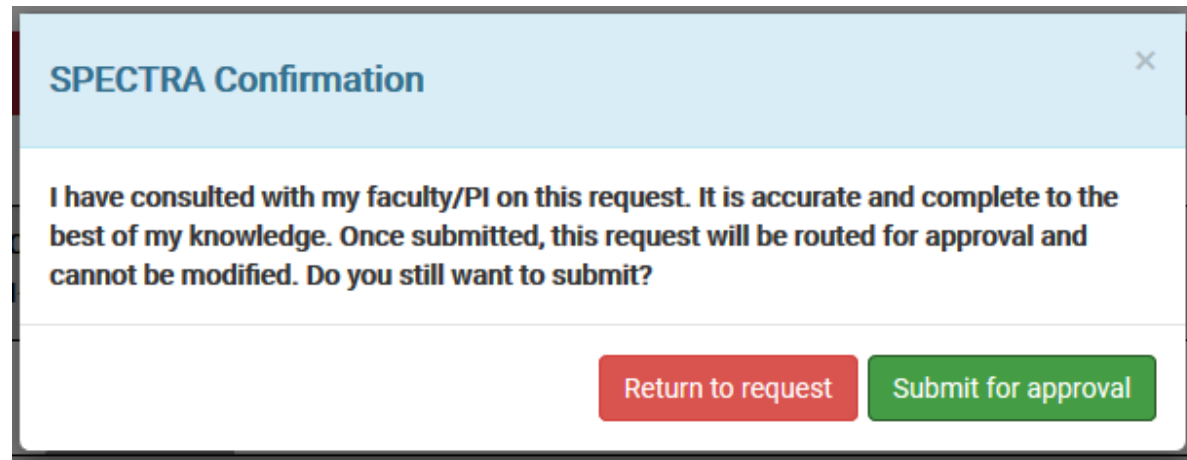 SPECTRA Confirmation
×
I have consulted with my faculty/PI on this request. It is accurate and complete to the
best of my knowledge. Once submitted, this request will be routed for approval and
cannot be modified. Do you still want to submit?
Return to request
Submit for approval